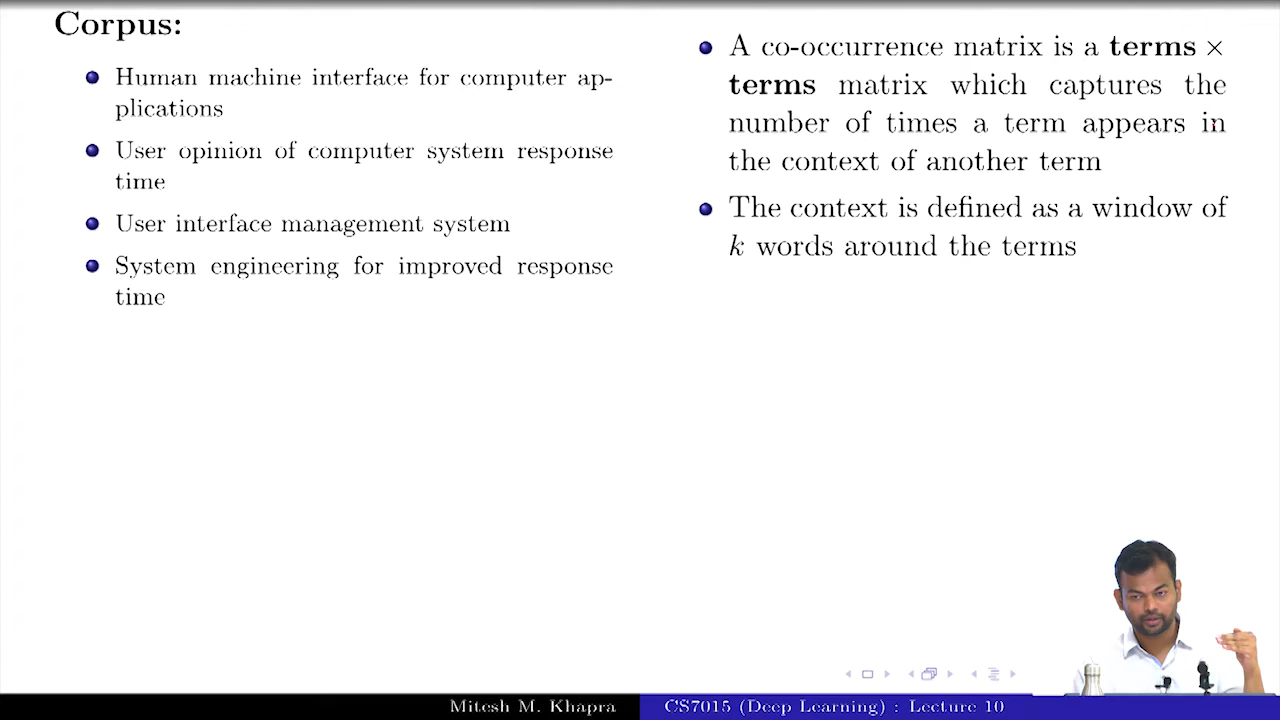 Corpus:
Human machine interface for computer ap-
plications
User opinion of computer system response
time
User interface management system
System engineering for improved response
time
A co-occurrence matrix is a terms ×
terms matrix which captures the
number of times a term appears in
the context of another term
The context is defined as a window of
k words around the terms
Mitesh M. Khapra
CS7015 (Deep Learning) : Lecture 10